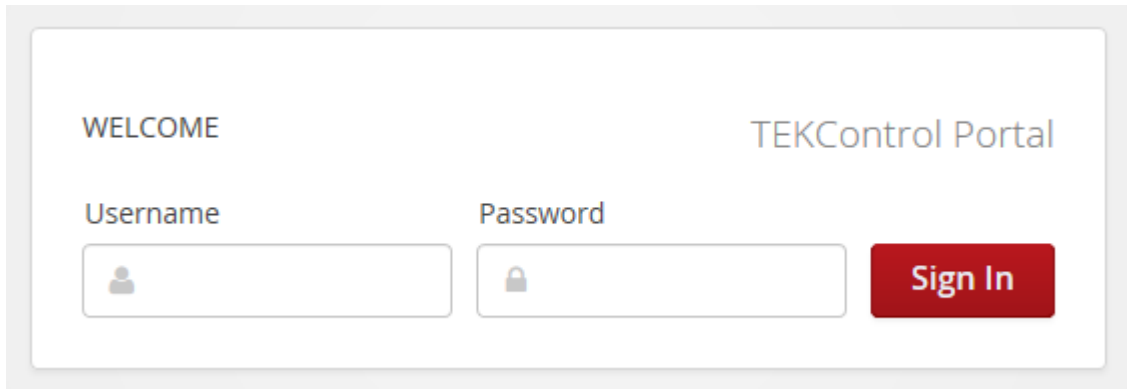 WELCOME
TEKControl Portal
Username
Password
Sign In